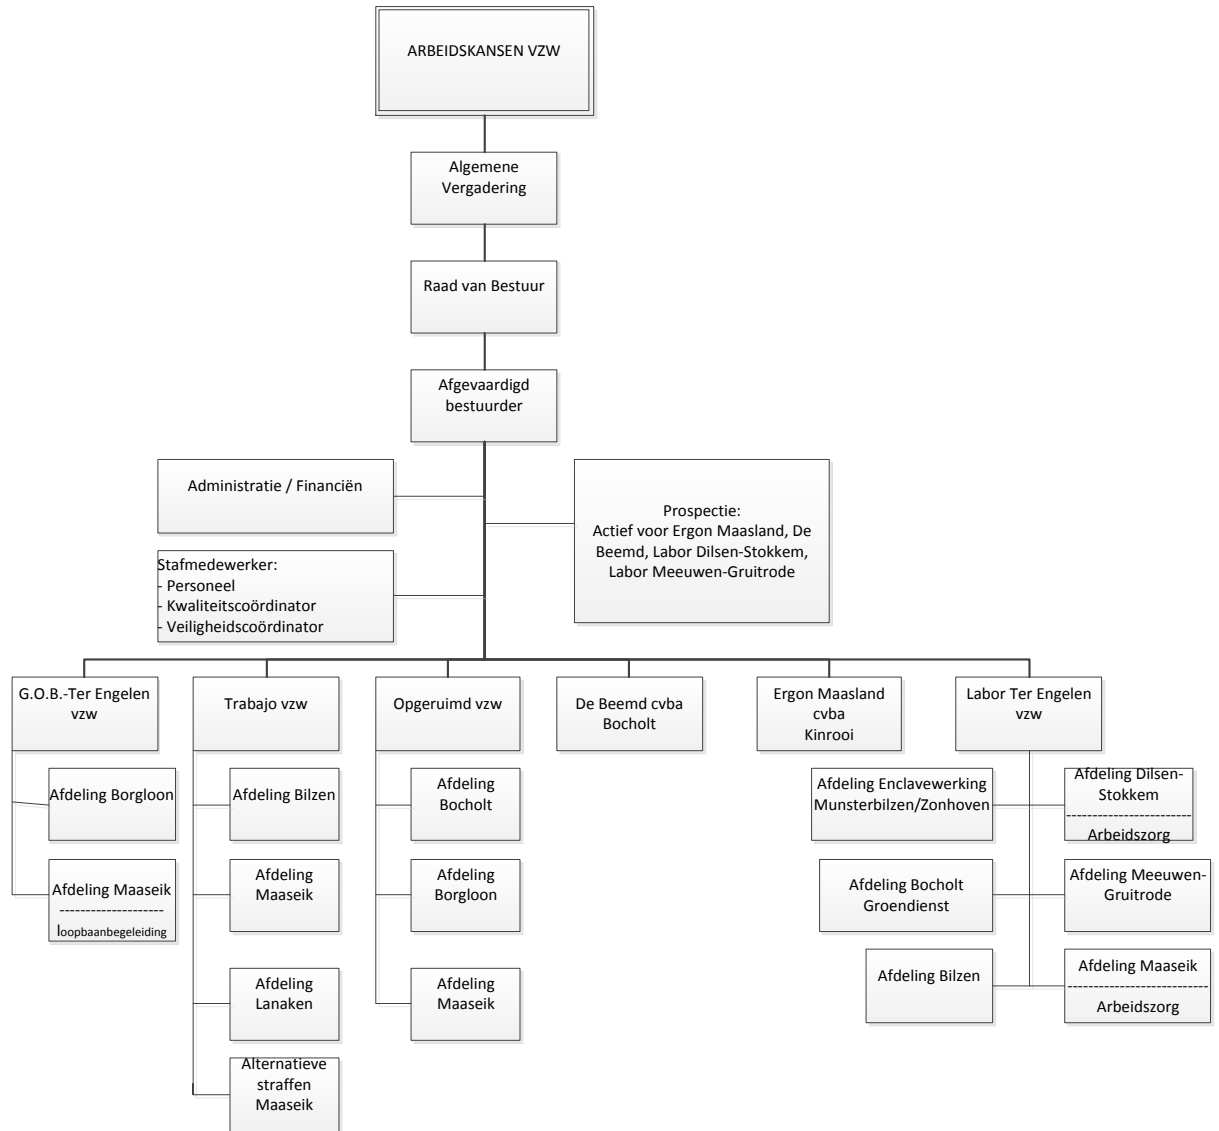 ARBEIDSKANSEN VZW
Algemene
Vergadering
Raad van Bestuur
Afgevaardigd
bestuurder
Administratie / Financiën
Prospectie:
Actief voor Ergon Maasland, De
Beemd, Labor Dilsen-Stokkem,
Labor Meeuwen-Gruitrode
Stafmedewerker:
- Personeel
- Kwaliteitscoördinator
- Veiligheidscoördinator
G.O.B.-Ter Engelen
vzw
Trabajo vzw
Opgeruimd vzw
De Beemd cvba
Bocholt
Ergon Maasland
cvba
Kinrooi
Labor Ter Engelen
vzw
Afdeling Borgloon
Afdeling Maaseik
--------------------
loopbaanbegeleiding
Afdeling Bilzen
Afdeling
Maaseik
Afdeling
Lanaken
Alternatieve
straffen
Maaseik
Afdeling
Bocholt
Afdeling
Borgloon
Afdeling
Maaseik
Afdeling Enclavewerking
Munsterbilzen/Zonhoven
Afdeling Dilsen-
Stokkem
------------------------
Arbeidszorg
Afdeling Bocholt
Groendienst
Afdeling Meeuwen-
Gruitrode
Afdeling Bilzen
Afdeling Maaseik
---------------------------
Arbeidszorg